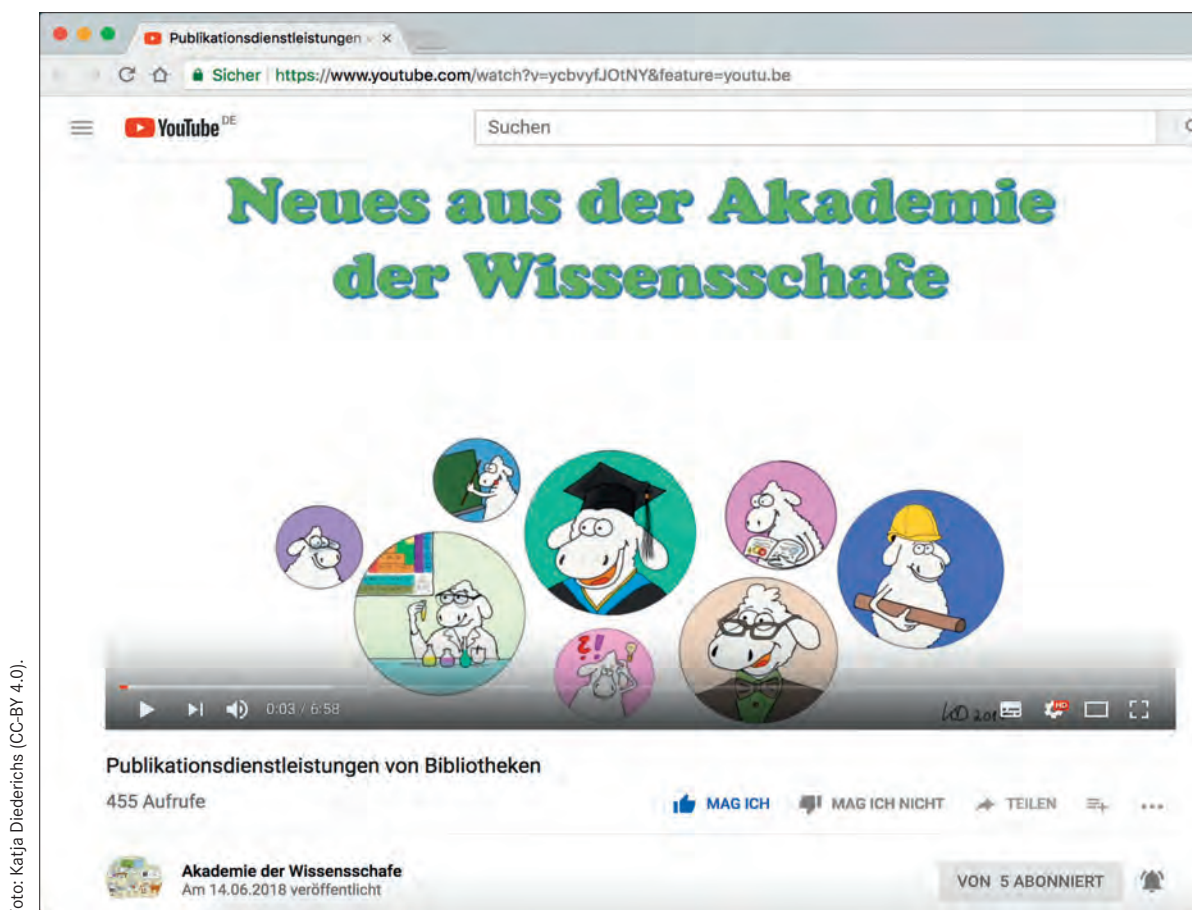 Publikationsdienstleistungen
Sicher https://www.youtube.com/watch?v=ycbvyfJOtNY&feature=youtu.be
YouTube DE
Suchen
Neues aus der Akademie
der Wissensschafe
?!
0:03 / 6:58
HD
Publikationsdienstleistungen von Bibliotheken
455 Aufrufe
MAG ICH
MAG ICH NICHT
TEILEN
Akademie der Wissensschafe
Am 14.06.2018 veröffentlicht
VON 5 ABONNIERT
Katja Diederichs (CC-BY 4.0).